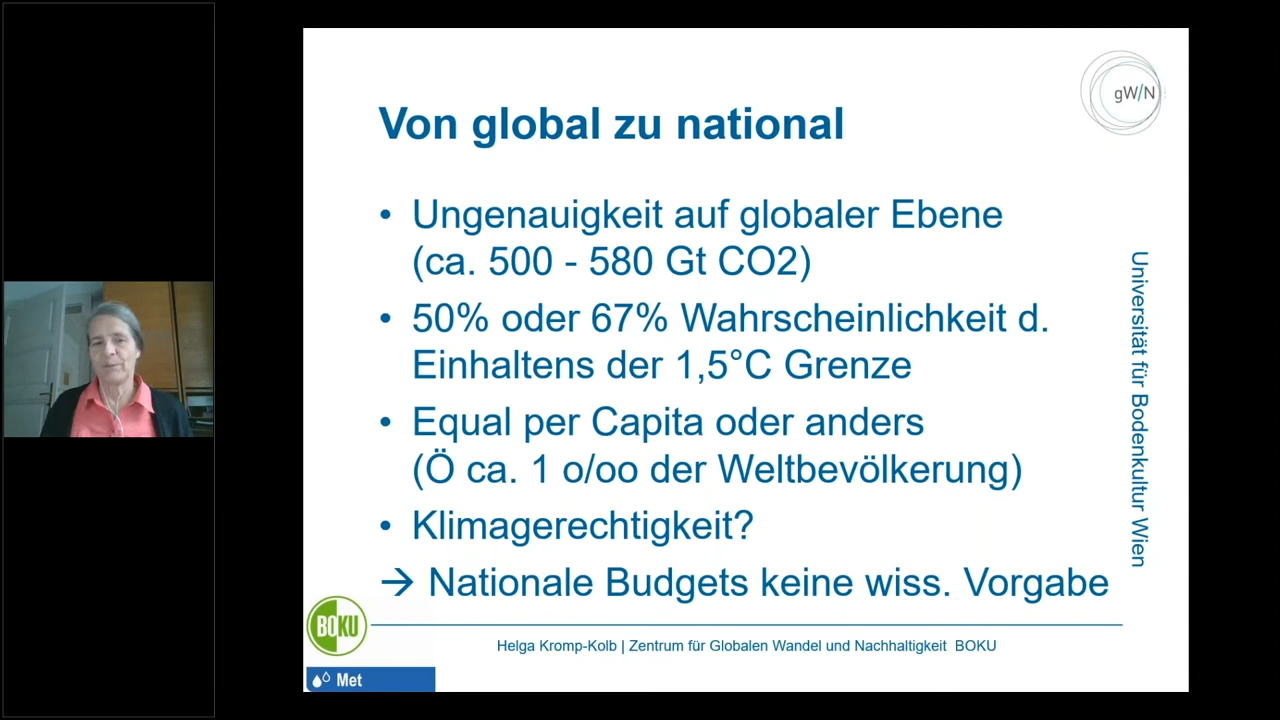 gW/N
Von global zu national
• Ungenauigkeit auf globaler Ebene
(ca. 500 - 580 Gt CO2)
• 50% oder 67% Wahrscheinlichkeit d.
Einhaltens der 1,5°C Grenze
• Equal per Capita oder anders
(Ö ca. 1 o/oo der Weltbevölkerung)
• Klimagerechtigkeit?
→ Nationale Budgets keine wiss. Vorgabe
Universität für Bodenkultur Wien
BOKU
Helga Kromp-Kolb | Zentrum für Globalen Wandel und Nachhaltigkeit BOKU
Met